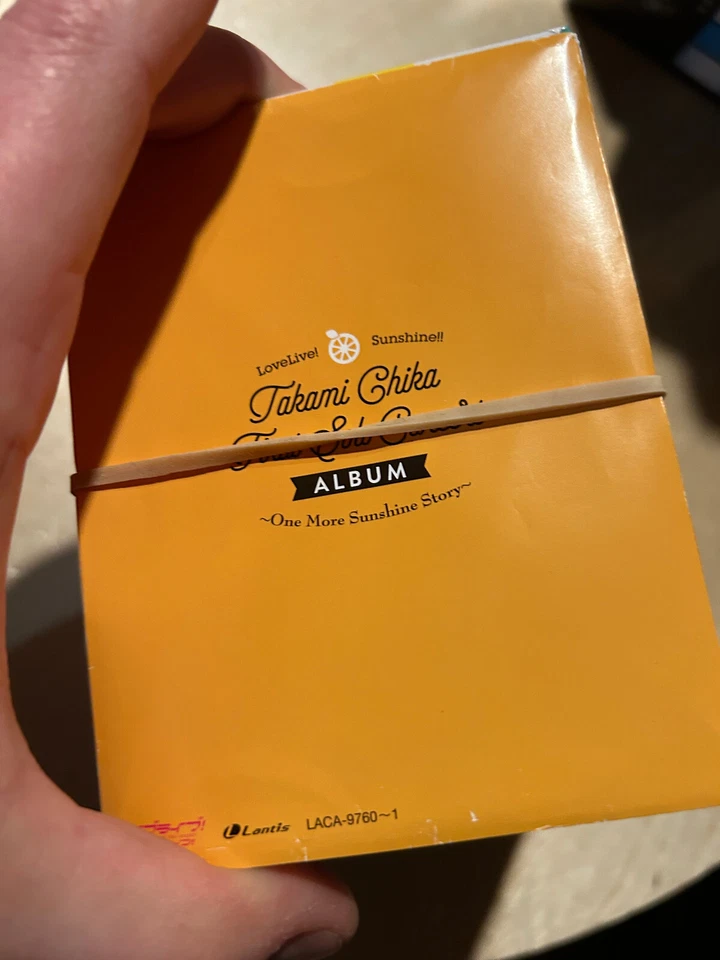 LoveLive! Sunshine!!
Takami Chika
ALBUM
~One More Sunshine Story~
Lantis LACA-9760~1